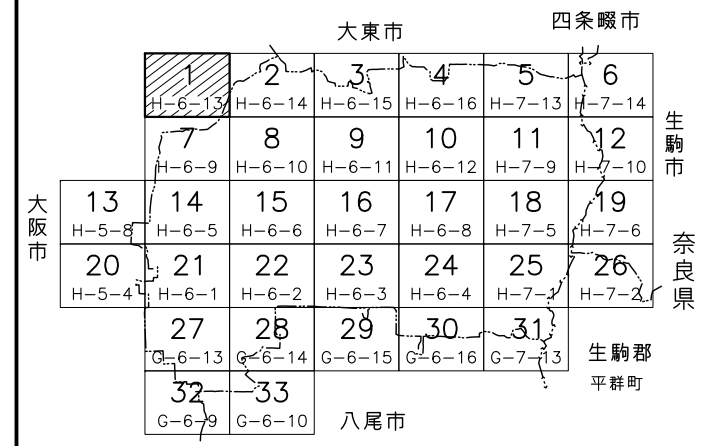 四条畷市
大東市
1 2 3 4 5 6
H-6-13 H-6-14 H-6-15 H-6-16 H-7-13 H-7-14
生駒市
7 8 9 10 11 12
H-6-9 H-6-10 H-6-11 H-6-12 H-7-9 H-7-10
大阪市
13 14 15 16 17 18 19
H-5-8 H-6-5 H-6-6 H-6-7 H-6-8 H-7-5 H-7-6
奈良県
20 21 22 23 24 25 26
H-5-4 H-6-1 H-6-2 H-6-3 H-6-4 H-7-1 H-7-2
27 28 29 30 31
G-6-13 G-6-14 G-6-15 G-6-16 G-7-13
生駒郡
平群町
32 33
G-6-9 G-6-10
八尾市